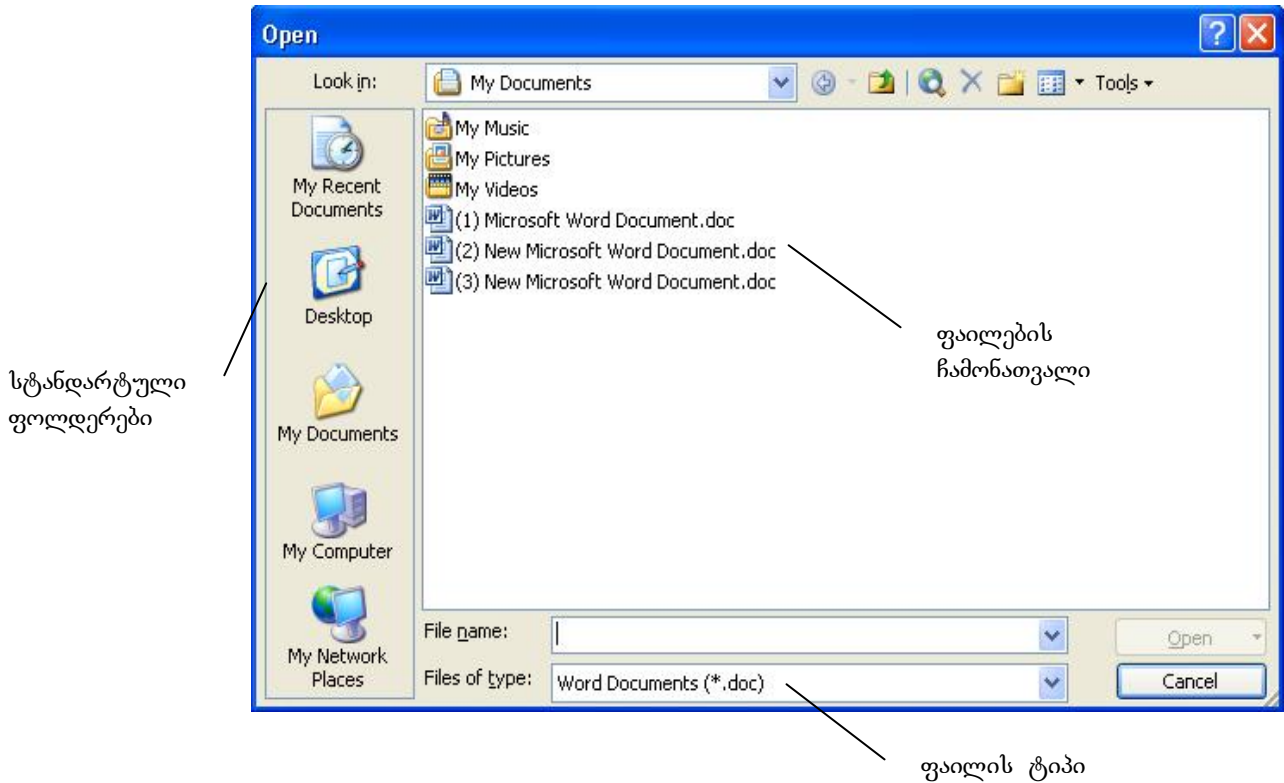 Open
Look in:
My Documents
Tools
My Recent
Documents
Desktop
My Documents
My Computer
My Network
Places
My Music
My Pictures
My Videos
(1) Microsoft Word Document.doc
(2) New Microsoft Word Document.doc
(3) New Microsoft Word Document.doc
სტანდარტული
ფოლდერები
ფაილების
ჩამონათვალი
File name:
Open
Files of type:
Word Documents (*.doc)
Cancel
ფაილის ტიპი